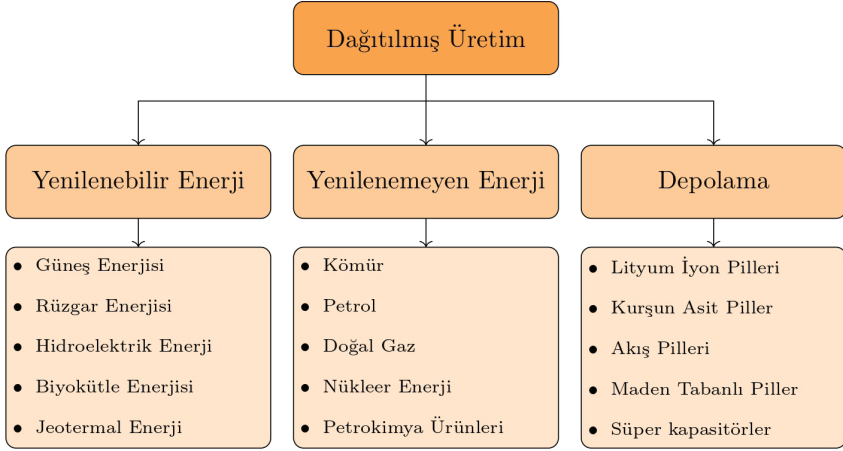 Dağıtılmış Üretim
Yenilenebilir Enerji
Yenilenemeyen Enerji
Depolama
• Güneş Enerjisi
• Rüzgar Enerjisi
• Hidroelektrik Enerji
• Biyokütle Enerjisi
• Jeotermal Enerji
• Kömür
• Petrol
• Doğal Gaz
• Nükleer Enerji
• Petrokimya Ürünleri
• Lityum İyon Pilleri
• Kurşun Asit Piller
• Akış Pilleri
• Maden Tabanlı Piller
• Süper kapasitörler